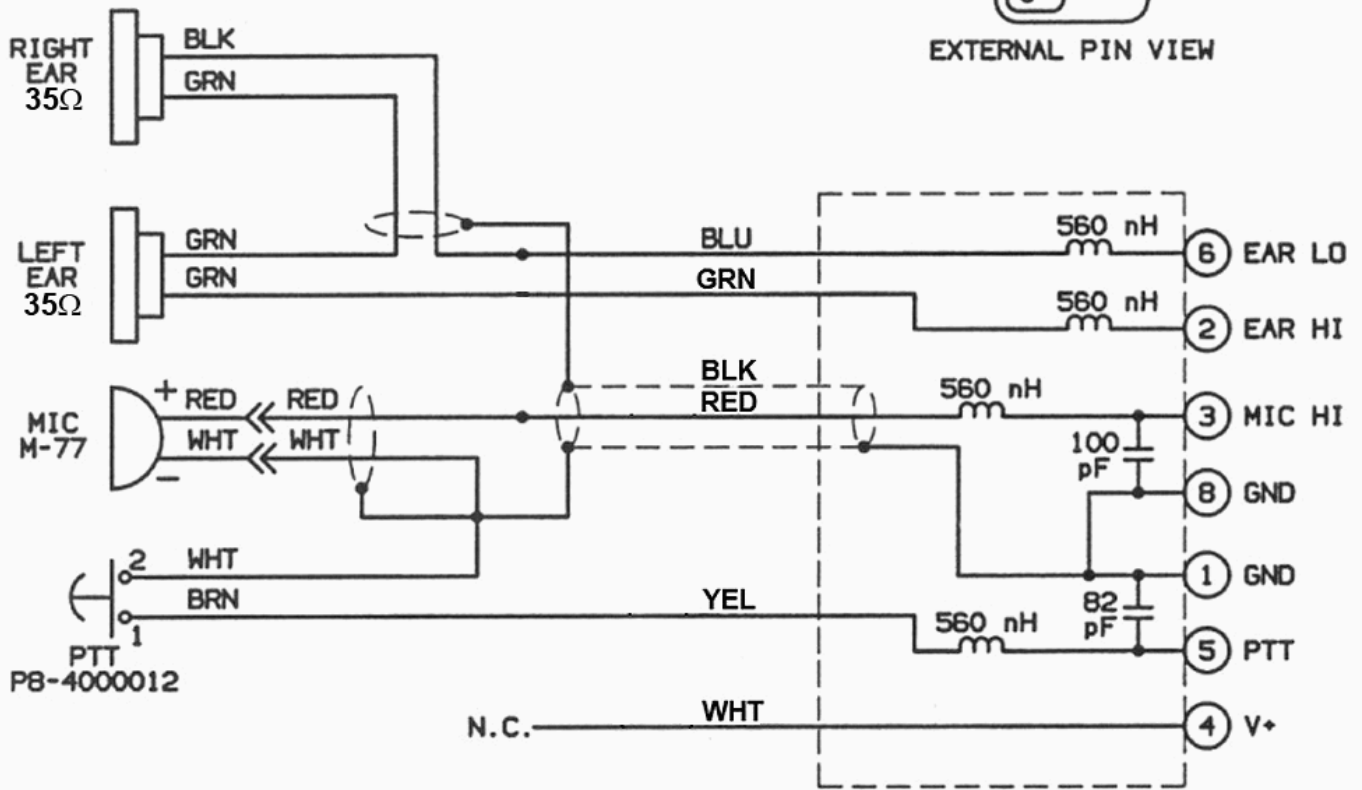 EXTERNAL PIN VIEW
RIGHT
EAR
35Ω
BLK
GRN
LEFT
EAR
35Ω
GRN
GRN
BLU
GRN
560 nH
6 EAR LO
560 nH
2 EAR HI
MIC
M-77
+
RED
RED
WHT
WHT
−
BLK
RED
560 nH
3 MIC HI
100
pF
8 GND
2
WHT
BRN
1
PTT
P8-4000012
YEL
1 GND
82
pF
560 nH
5 PTT
N.C.
WHT
4 V+